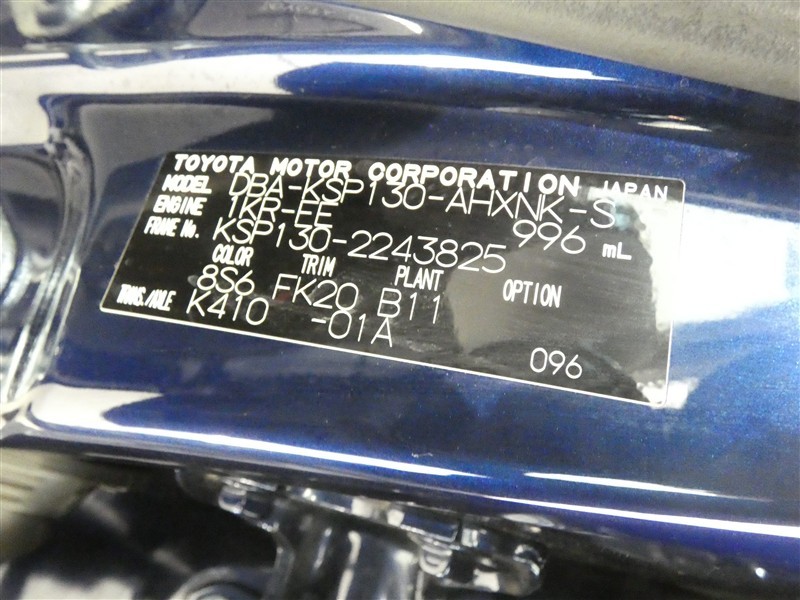 TOYOTA MOTOR CORPORATION JAPAN
MODEL DBA-KSP130-AHXNK-S
ENGINE 1KR-FE 996 mL
FRAME No. KSP130-2243825
COLOR TRIM PLANT OPTION
8S6 FK20 B11
TRANS./AXLE K410 -01A
096